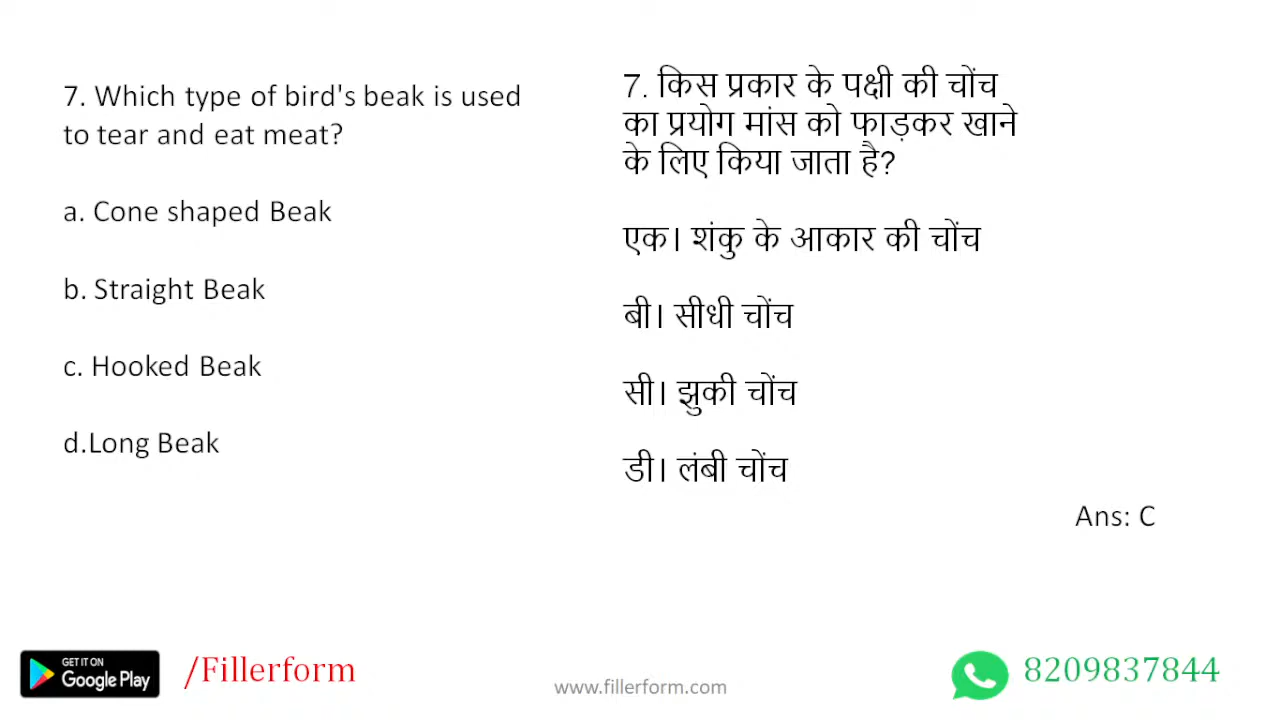 7. Which type of bird's beak is used
to tear and eat meat?
a. Cone shaped Beak
b. Straight Beak
c. Hooked Beak
d.Long Beak
7. किस प्रकार के पक्षी की चोंच
का प्रयोग मांस को फाड़कर खाने
के लिए किया जाता है?
एक। शंकु के आकार की चोंच
बी। सीधी चोंच
सी। झुकी चोंच
डी। लंबी चोंच
Ans: C
GET IT ON
Google Play
/Fillerform
www.fillerform.com
8209837844